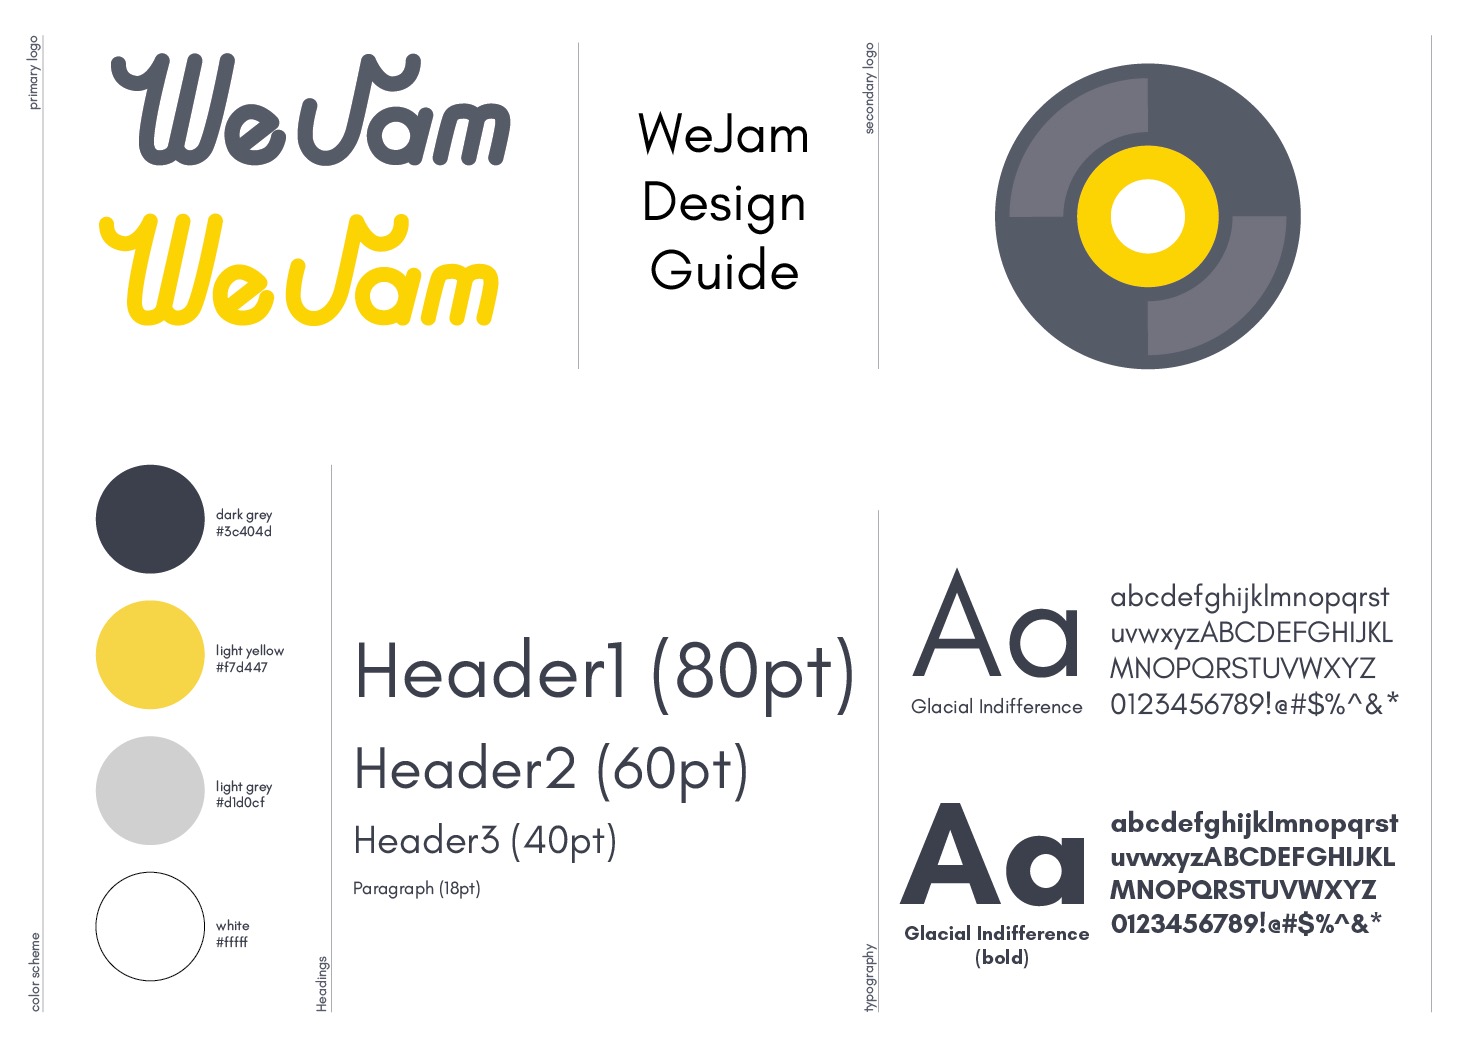 primary logo
WeJam
WeJam
WeJam
Design
Guide
secondary logo
color scheme
dark grey
#3c404d
light yellow
#f7d447
light grey
#d1d0cf
white
#fffff
Headings
Header1 (80pt)
Header2 (60pt)
Header3 (40pt)
Paragraph (18pt)
typography
Aa
Glacial Indifference
abcdefghijklmnopqrst
uvwxyzABCDEFGHIJKL
MNOPQRSTUVWXYZ
0123456789!@#$%^&*
Aa
Glacial Indifference
(bold)
abcdefghijklmnopqrst
uvwxyzABCDEFGHIJKL
MNOPQRSTUVWXYZ
0123456789!@#$%^&*